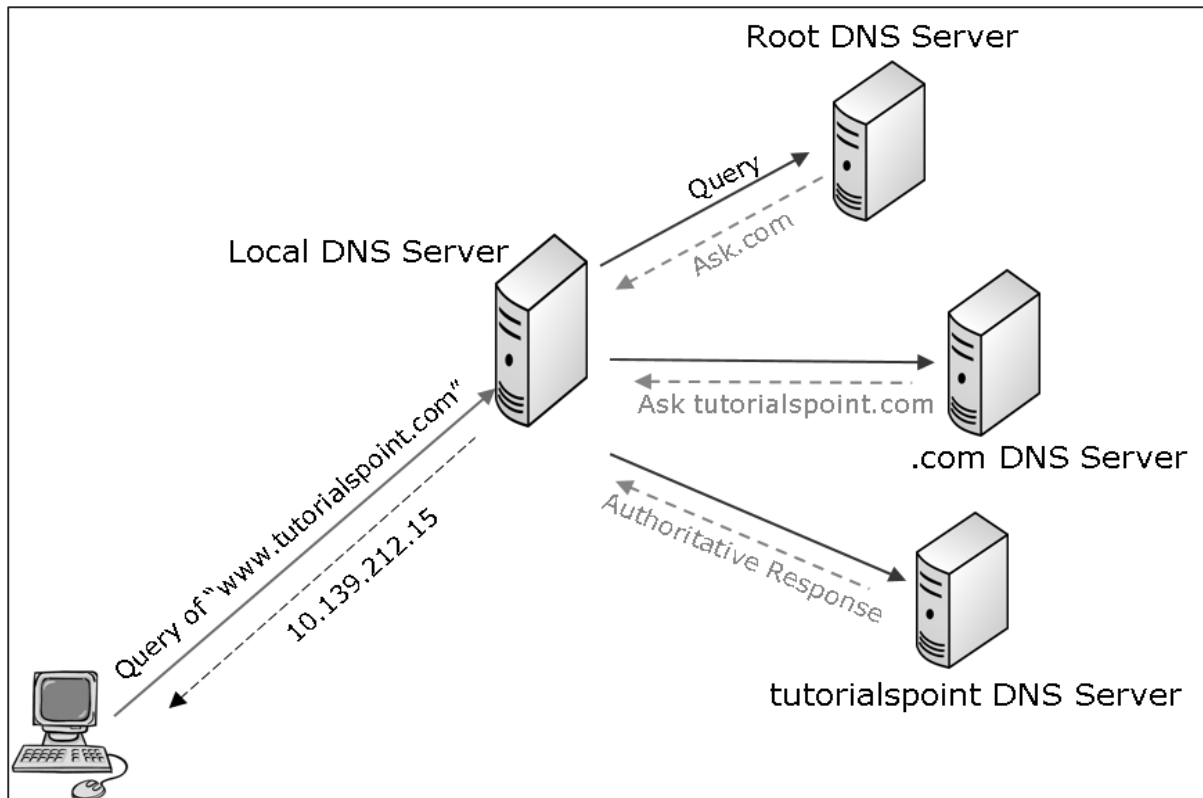 Root DNS Server
Query
Ask.com
Local DNS Server
Ask tutorialspoint.com
.com DNS Server
Query of “www.tutorialspoint.com”
10.139.212.15
Authoritative Response
tutorialspoint DNS Server